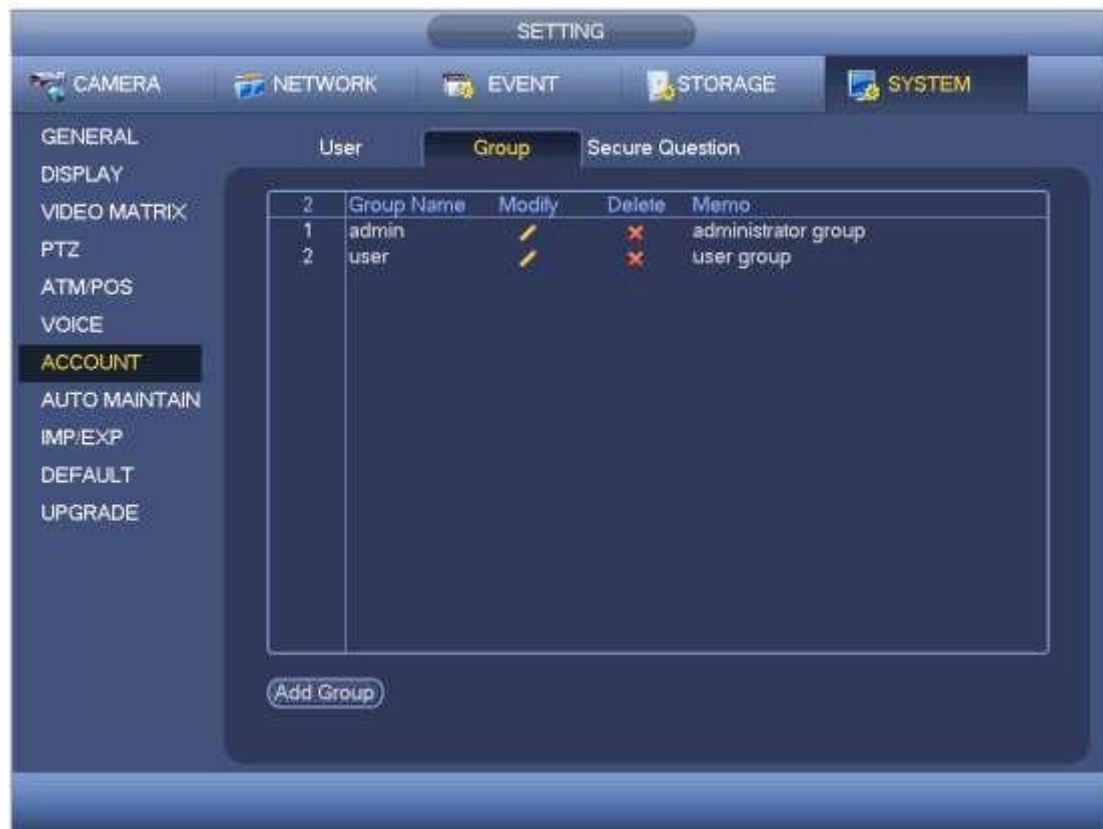 SETTING
CAMERA NETWORK EVENT STORAGE SYSTEM
GENERAL
DISPLAY
VIDEO MATRIX
PTZ
ATM/POS
VOICE
ACCOUNT
AUTO MAINTAIN
IMP/EXP
DEFAULT
UPGRADE
User Group Secure Question
2 Group Name Modify Delete Memo
1 admin administrator group
2 user user group
Add Group